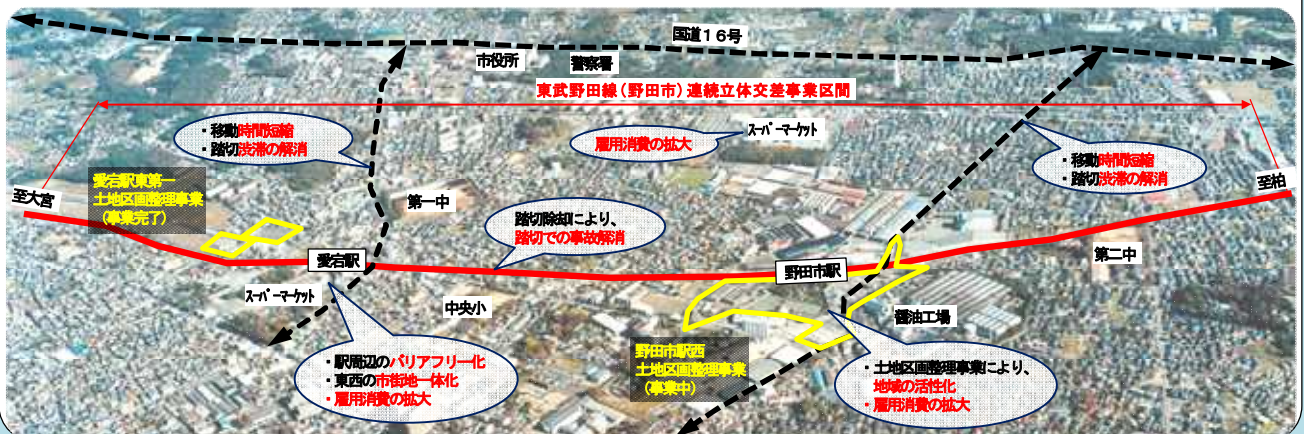 国道１６号
市役所
警察署
東武野田線（野田市）連続立体交差事業区間
・移動時間短縮
・踏切渋滞の解消
雇用消費の拡大
スーパーマーケット
・移動時間短縮
・踏切渋滞の解消
至大宮
愛宕駅東第一
土地区画整理事業
（事業完了）
第一中
踏切除却により、
踏切での事故解消
至柏
愛宕駅
野田市駅
第二中
スーパーマーケット
中央小
醤油工場
・駅周辺のバリアフリー化
・東西の市街地一体化
・雇用消費の拡大
野田市駅西
土地区画整理事業
（事業中）
・土地区画整理事業により、
地域の活性化
・雇用消費の拡大